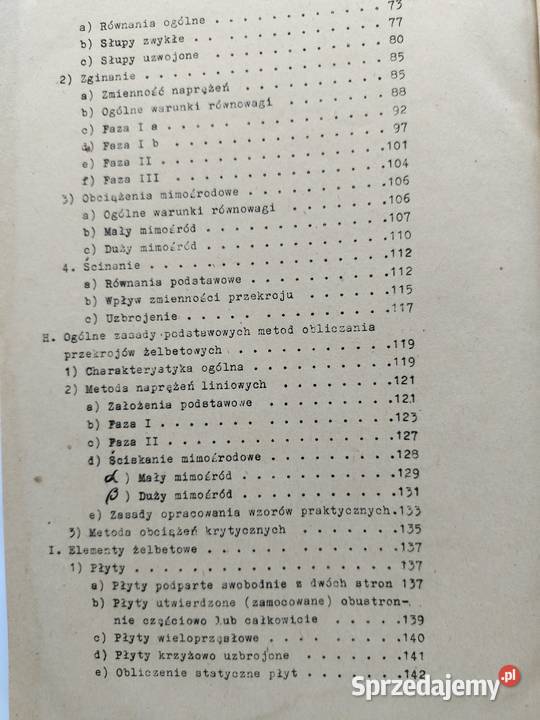 73
a) Równania ogólne . . . . . . . . . . 77
b) Słupy zwykłe . . . . . . . . . . . 80
c) Słupy uzwojone . . . . . . . . . . 85
2) Zginanie . . . . . . . . . . . . . . 85
a) Zmienność naprężeń . . . . . . . . 88
b) Ogólne warunki równowagi . . . . . 92
c) Faza I a . . . . . . . . . . . . . 97
d) Faza I b . . . . . . . . . . . . .101
e) Faza II . . . . . . . . . . . . . 104
f) Faza III . . . . . . . . . . . . .106
3) Obciążenia mimośrodowe . . . . . . . 106
a) Ogólne warunki równowagi . . . . . 107
b) Mały mimośród . . . . . . . . . . .110
c) Duży mimośród . . . . . . . . . . .112
4. Ścinanie . . . . . . . . . . . . . . .112
a) Równania podstawowe . . . . . . . .115
b) Wpływ zmienności przekroju . . . . .117
c) Uzbrojenie . . . . . . . . . . . .
H. Ogólne zasady podstawowych metod obliczania
przekrojów żelbetowych . . . . . . . . .119
1) Charakterystyka ogólna . . . . . . . .119
2) Metoda naprężeń liniowych . . . . . . 121
a) Założenia podstawowe . . . . . . . 121
b) Faza I . . . . . . . . . . . . . . 123
c) Faza II . . . . . . . . . . . . . .127
d) Ściskanie mimośrodowe . . . . . . .128
α) Mały mimośród . . . . . . . . . .129
β) Duży mimośród . . . . . . . . . .131
e) Zasady opracowania wzorów praktycznych.133
3) Metoda obciążeń krytycznych . . . . . .135
I. Elementy żelbetowe . . . . . . . . . . .137
1) Płyty . . . . . . . . . . . . . . . . 137
a) Płyty podparte swobodnie z dwóch stron 137
b) Płyty utwierdzone (zamocowane) obustron-
nie częściowo lub całkowicie . . . . .139
c) Płyty wieloprzęsłowe . . . . . . . .140
d) Płyty krzyżowo uzbrojone . . . . . .141
e) Obliczenie statyczne płyt . . . . . .142
Sprzedajemy.pl